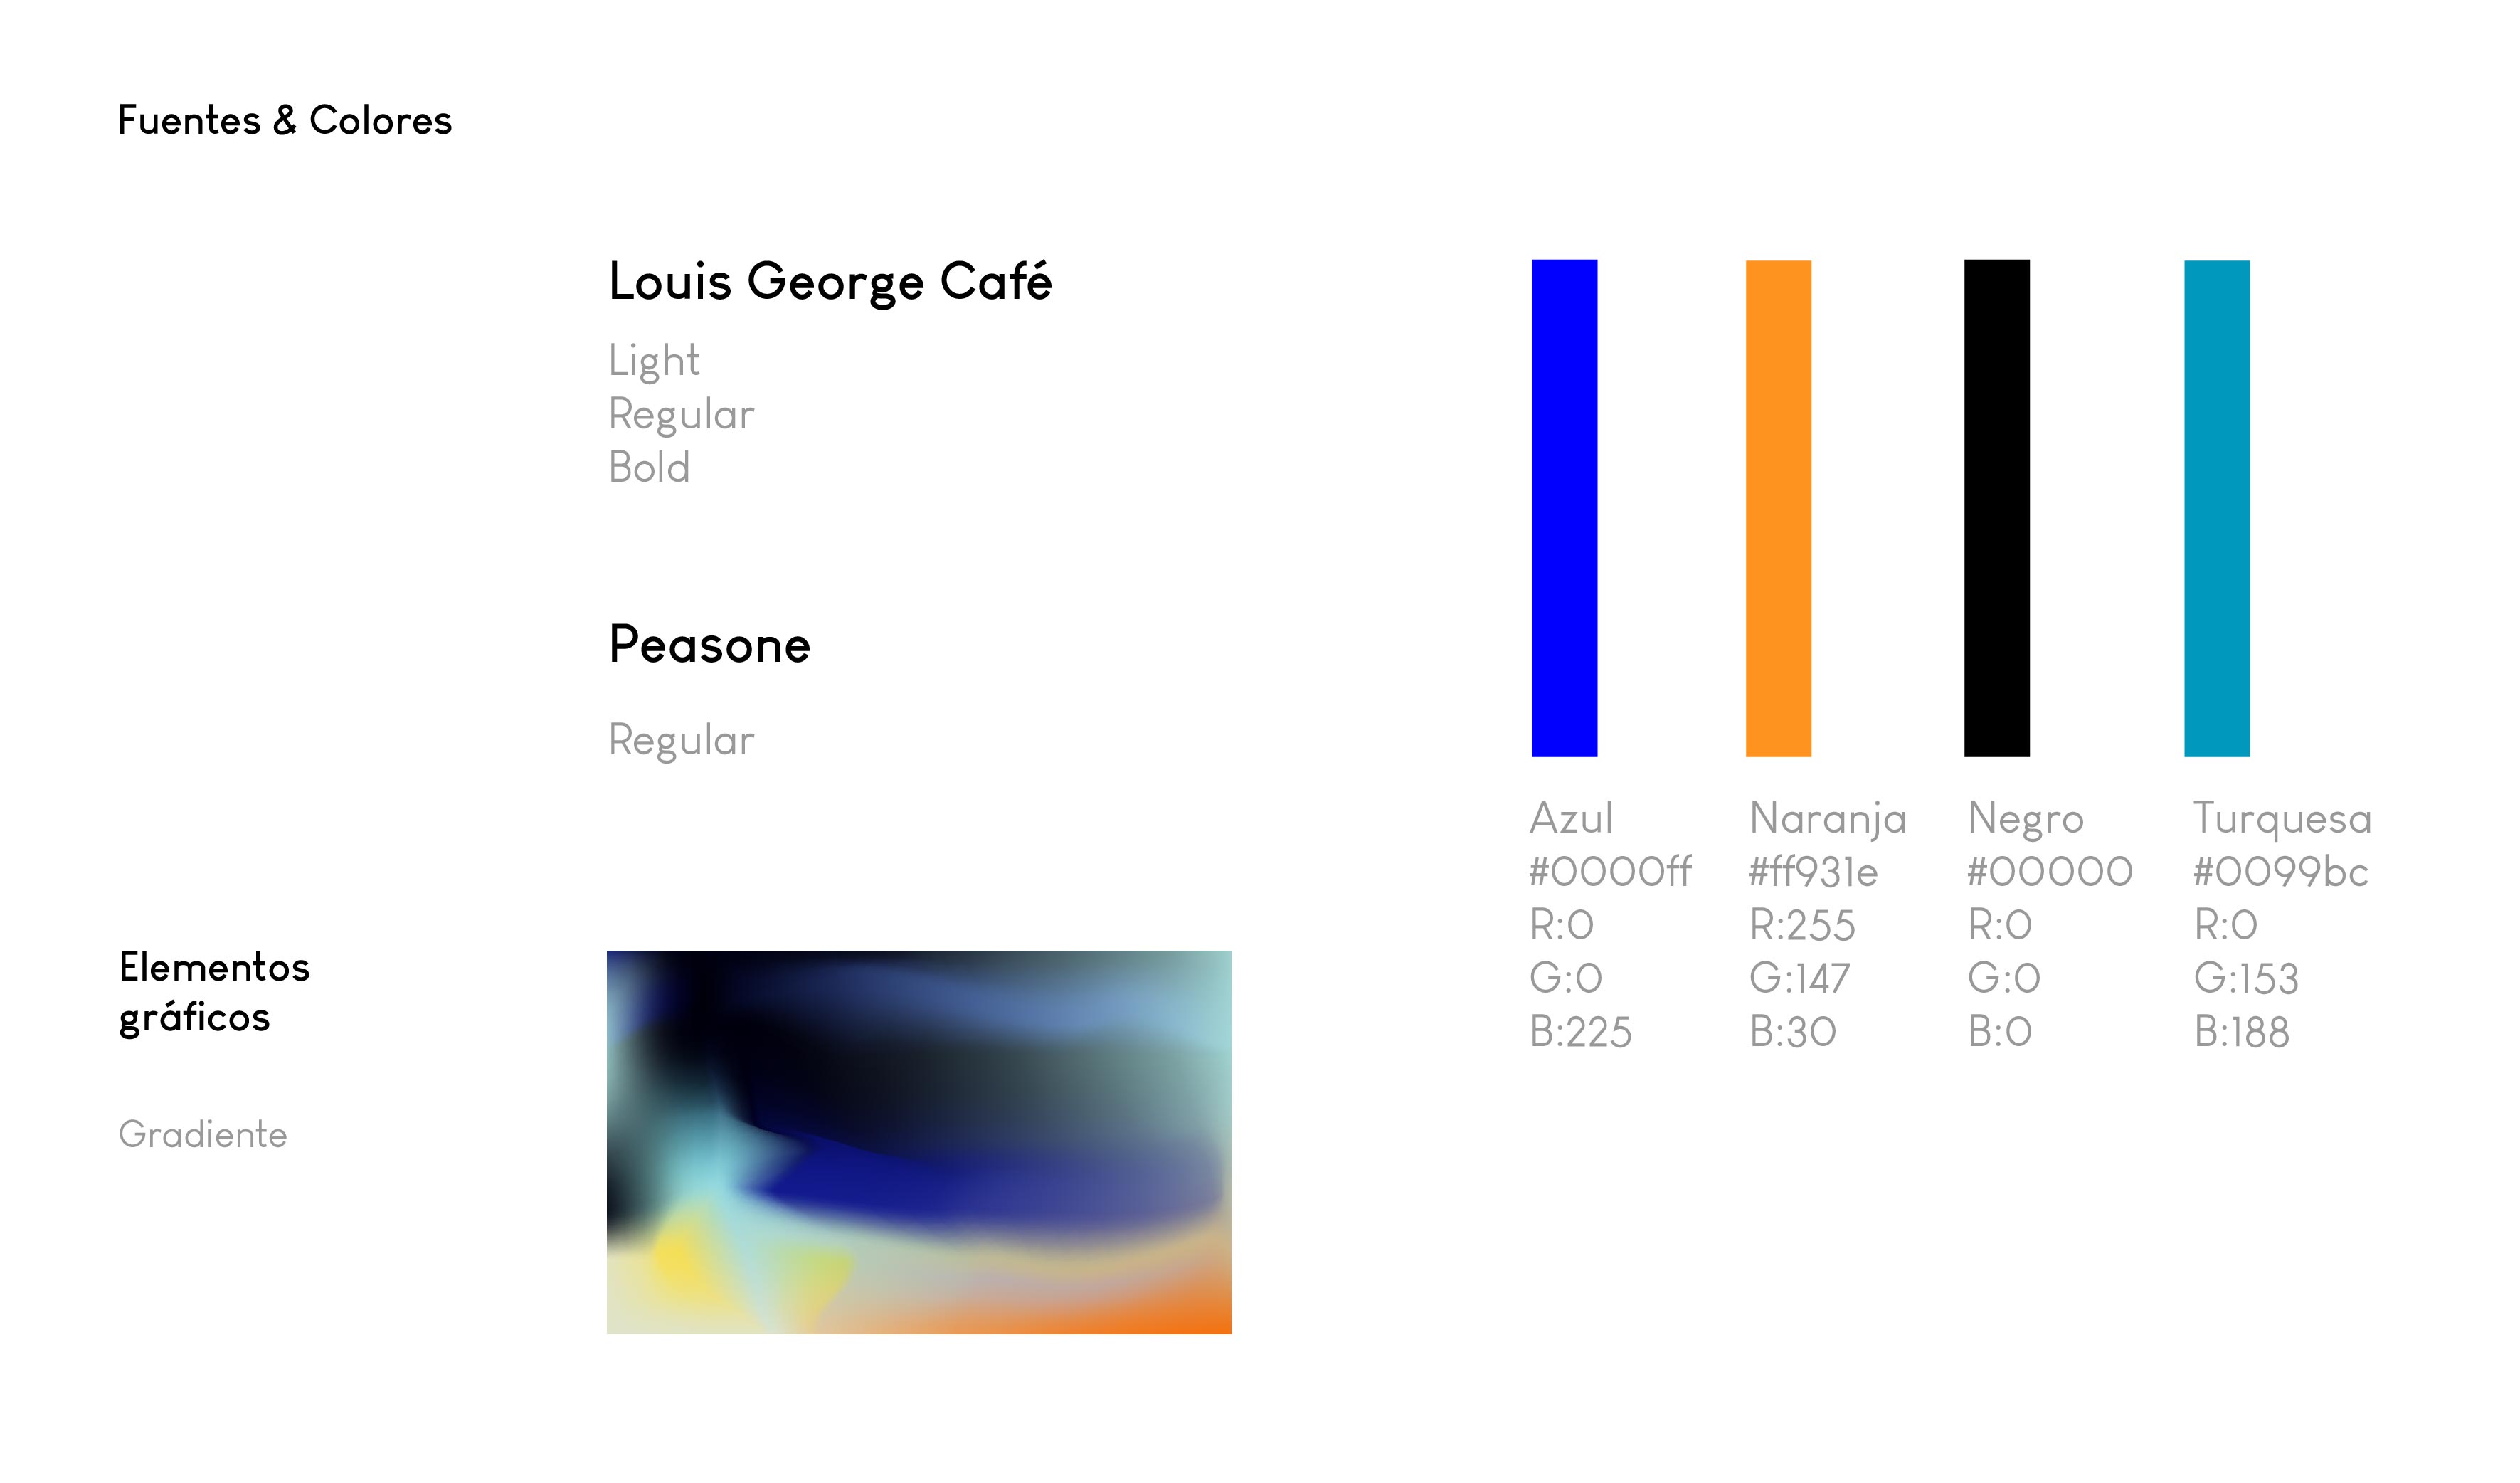 Fuentes & Colores
Louis George Café
Light
Regular
Bold
Peasone
Regular
Azul
#0000ff
R:0
G:0
B:225
Naranja
#ff931e
R:255
G:147
B:30
Negro
#00000
R:0
G:0
B:0
Turquesa
#0099bc
R:0
G:153
B:188
Elementos
gráficos
Gradiente